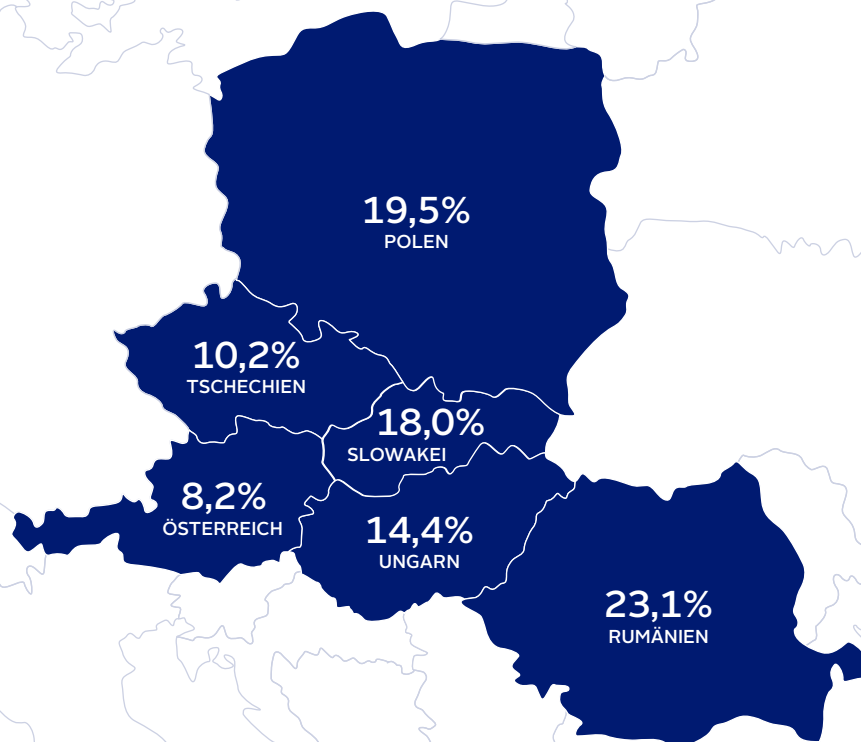 19,5%
POLEN
10,2%
TSCHECHIEN
18,0%
SLOWAKEI
8,2%
ÖSTERREICH
14,4%
UNGARN
23,1%
RUMÄNIEN